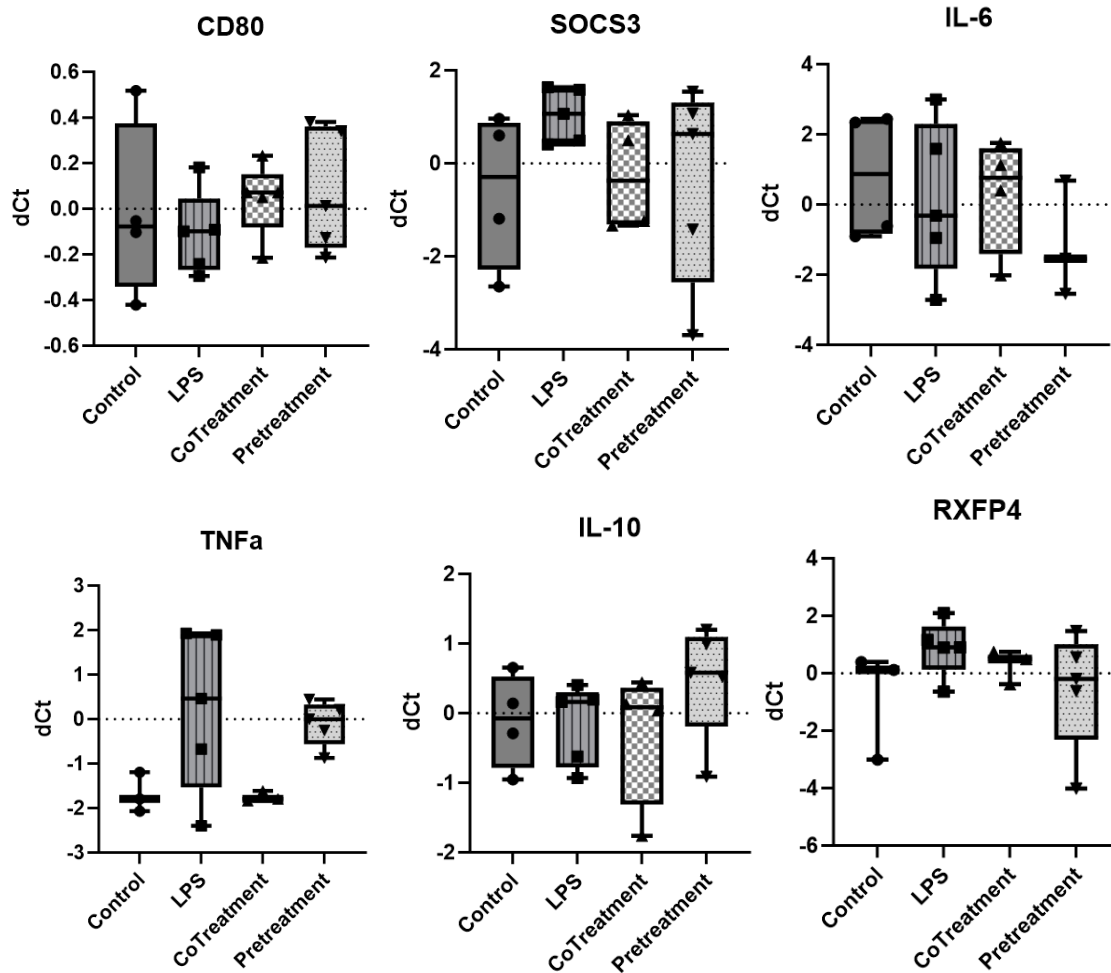 CD80
SOCS3
IL-6
dCt
0.6
0.4
0.2
0.0
-0.2
-0.4
-0.6
Control
LPS
CoTreatment
Pretreatment
dCt
2
0
-2
-4
Control
LPS
CoTreatment
Pretreatment
dCt
4
2
0
-2
-4
Control
LPS
CoTreatment
Pretreatment
TNFa
IL-10
RXFP4
dCt
3
2
1
0
-1
-2
-3
Control
LPS
CoTreatment
Pretreatment
dCt
2
1
0
-1
-2
Control
LPS
CoTreatment
Pretreatment
dCt
4
2
0
-2
-4
-6
Control
LPS
CoTreatment
Pretreatment